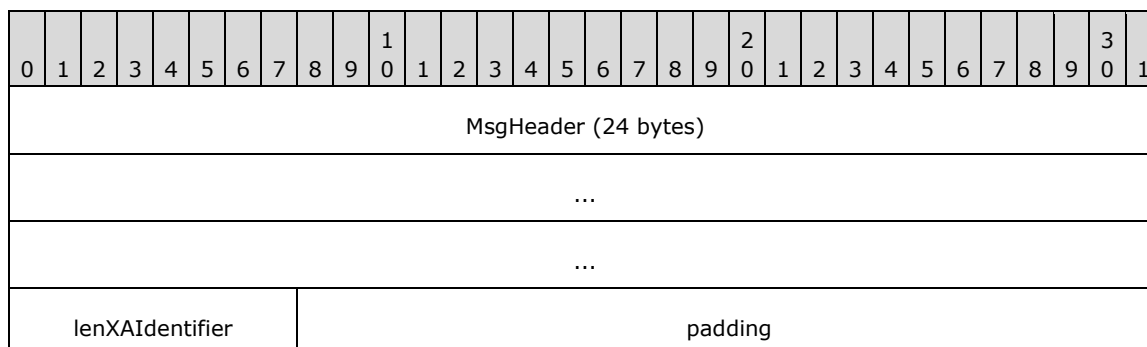 1 2 3
0 1 2 3 4 5 6 7 8 9 0 1 2 3 4 5 6 7 8 9 0 1 2 3 4 5 6 7 8 9 0 1
MsgHeader (24 bytes)
...
...
lenXAIdentifier padding